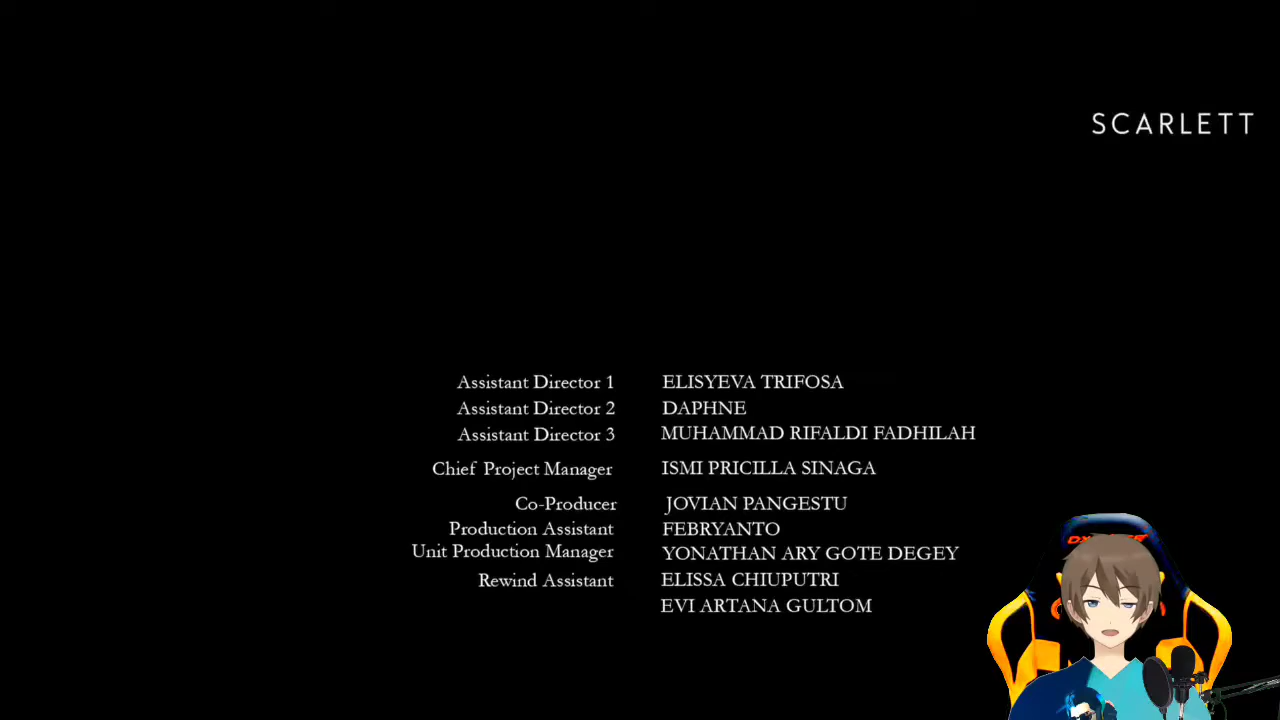 SCARLETT
Assistant Director 1 ELISYEVA TRIFOSA
Assistant Director 2 DAPHNE
Assistant Director 3 MUHAMMAD RIFALDI FADHILAH
Chief Project Manager ISMI PRICILLA SINAGA
Co-Producer JOVIAN PANGESTU
Production Assistant FEBRYANTO
Unit Production Manager YONATHAN ARY GOTE DEGEY
Rewind Assistant ELISSA CHIUPUTRI
EVI ARTANA GULTOM